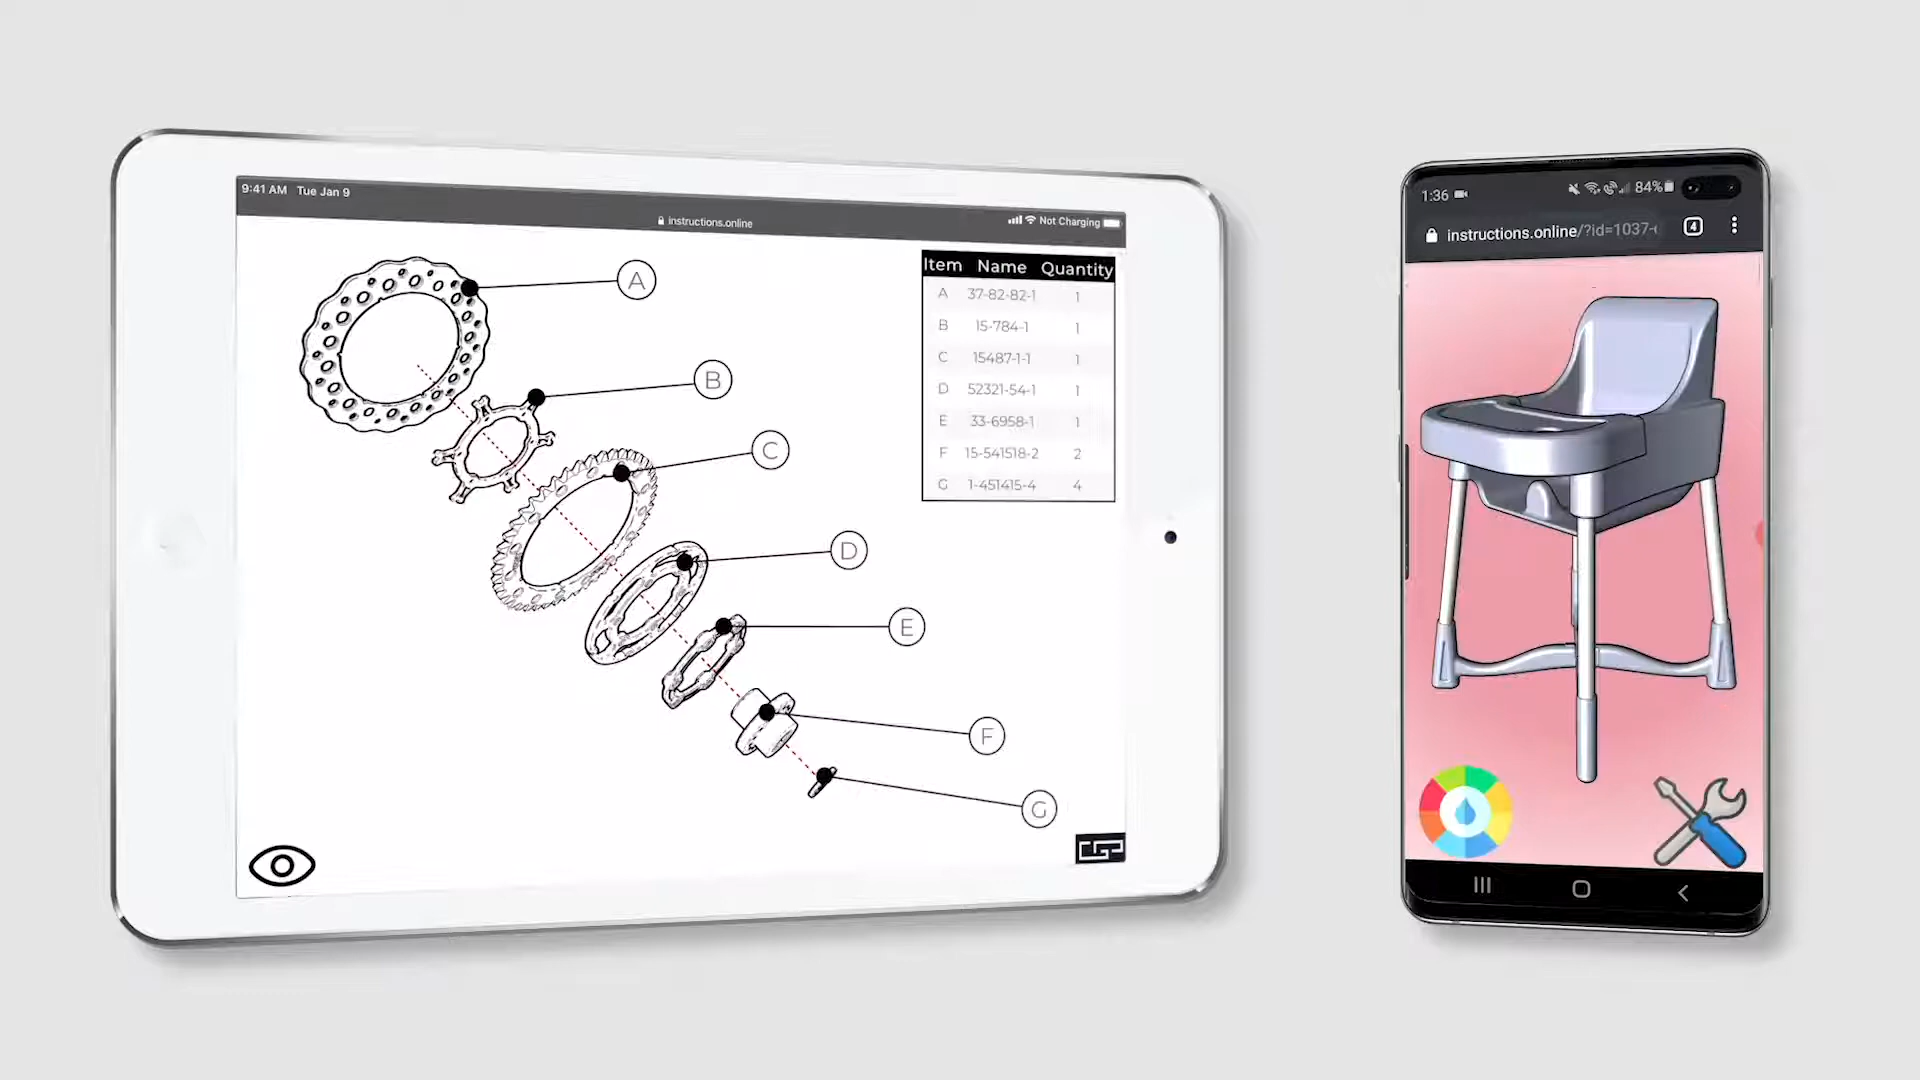 9:41 AM Tue Jan 9
instructions.online
Not Charging
A
B
C
D
E
F
G
Item Name Quantity
A 37-82-82-1 1
B 15-784-1 1
C 15487-1-1 1
D 52321-54-1 1
E 33-6958-1 1
F 15-541518-2 2
G 1-451415-4 4
CGP
1:36
84%
instructions.online/?id=1037-
4